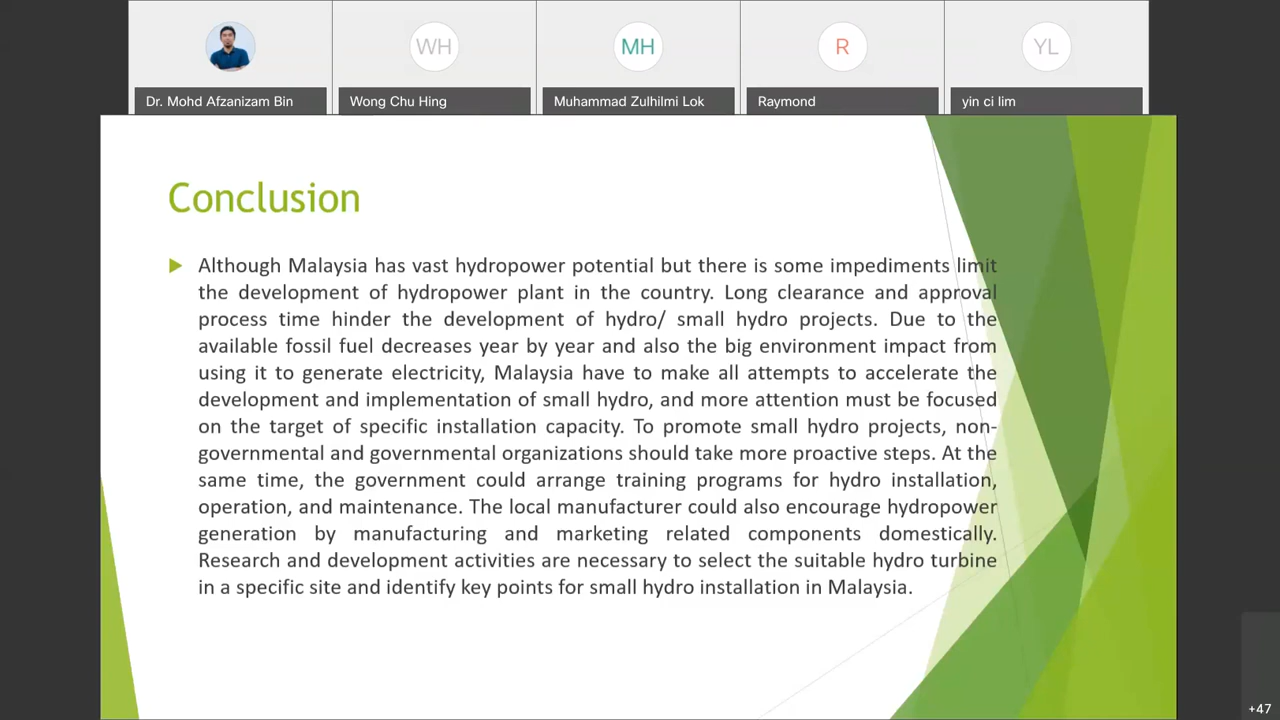 WH
MH
R
YL
Dr. Mohd Afzanizam Bin
Wong Chu Hing
Muhammad Zulhilmi Lok
Raymond
yin ci lim
Conclusion
Although Malaysia has vast hydropower potential but there is some impediments limit
the development of hydropower plant in the country. Long clearance and approval
process time hinder the development of hydro/ small hydro projects. Due to the
available fossil fuel decreases year by year and also the big environment impact from
using it to generate electricity, Malaysia have to make all attempts to accelerate the
development and implementation of small hydro, and more attention must be focused
on the target of specific installation capacity. To promote small hydro projects, non-
governmental and governmental organizations should take more proactive steps. At the
same time, the government could arrange training programs for hydro installation,
operation, and maintenance. The local manufacturer could also encourage hydropower
generation by manufacturing and marketing related components domestically.
Research and development activities are necessary to select the suitable hydro turbine
in a specific site and identify key points for small hydro installation in Malaysia.
+47